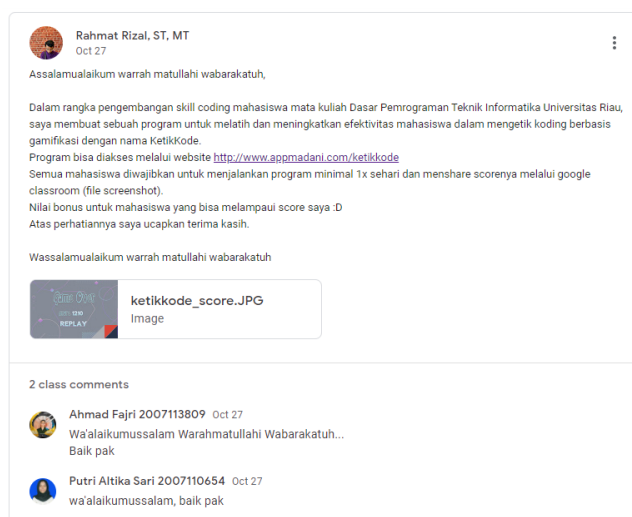 Rahmat Rizal, ST, MT
Oct 27
Assalamualaikum warrah matullahi wabarakatuh,
Dalam rangka pengembangan skill coding mahasiswa mata kuliah Dasar Pemrograman Teknik Informatika Universitas Riau,
saya membuat sebuah program untuk melatih dan meningkatkan efektivitas mahasiswa dalam mengetik koding berbasis
gamifikasi dengan nama KetikKode.
Program bisa diakses melalui website http://www.appmadani.com/ketikkode
Semua mahasiswa diwajibkan untuk menjalankan program minimal 1x sehari dan menshare scorenya melalui google
classroom (file screenshot).
Nilai bonus untuk mahasiswa yang bisa melampaui score saya :D
Atas perhatiannya saya ucapkan terima kasih.
Wassalamualaikum warrah matullahi wabarakatuh
REPLAY
ketikkode_score.JPG
Image
2 class comments
Ahmad Fajri 2007113809 Oct 27
Wa'alaikumussalam Warahmatullahi Wabarakatuh...
Baik pak
Putri Altika Sari 2007110654 Oct 27
wa'alaikumussalam, baik pak